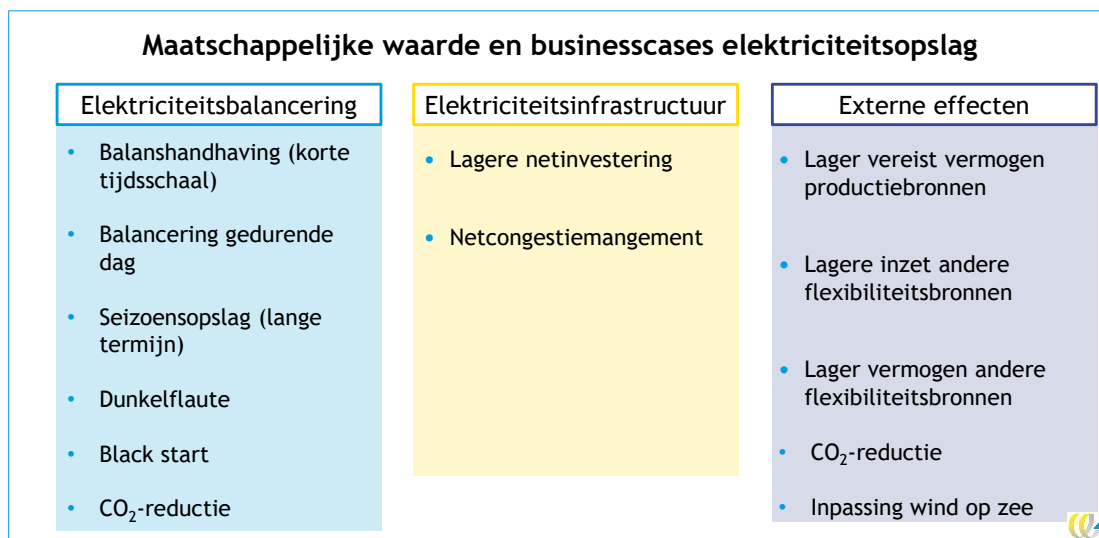 Maatschappelijke waarde en businesscases elektriciteitsopslag
Elektriciteitsbalancering
• Balanshandhaving (korte
tijdsschaal)
• Balancering gedurende
dag
• Seizoensopslag (lange
termijn)
• Dunkelflaute
• Black start
• CO₂-reductie
Elektriciteitsinfrastructuur
• Lagere netinvestering
• Netcongestiemangement
Externe effecten
• Lager vereist vermogen
productiebronnen
• Lagere inzet andere
flexibiliteitsbronnen
• Lager vermogen andere
flexibiliteitsbronnen
• CO₂-reductie
• Inpassing wind op zee